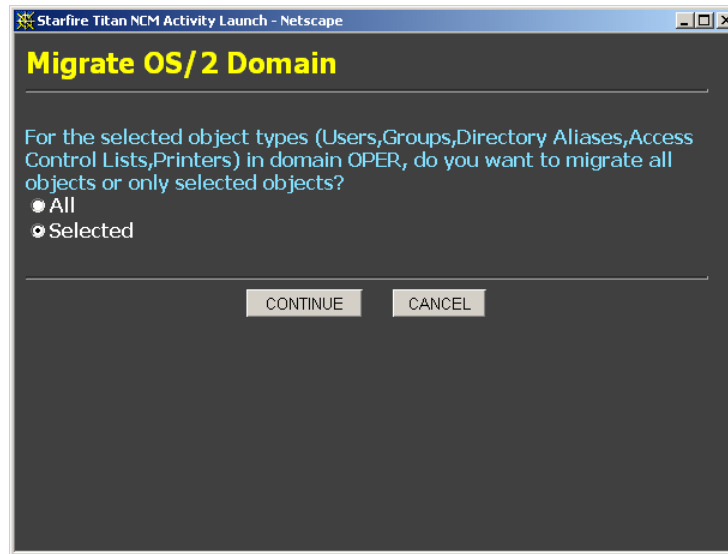 Starfire Titan NCM Activity Launch - Netscape
Migrate OS/2 Domain
For the selected object types (Users,Groups,Directory Aliases,Access
Control Lists,Printers) in domain OPER, do you want to migrate all
objects or only selected objects?
All
Selected
CONTINUE CANCEL